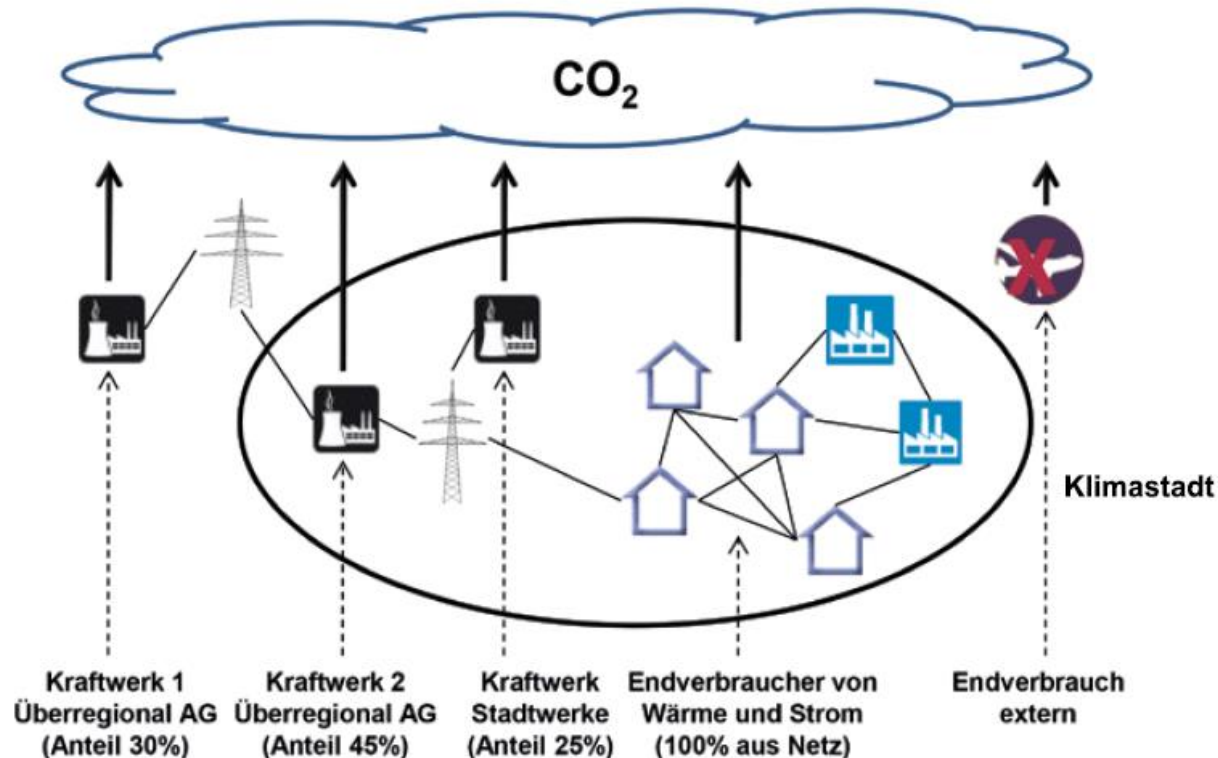 CO₂
Klimastadt
Kraftwerk 1
Überregional AG
(Anteil 30%)
Kraftwerk 2
Überregional AG
(Anteil 45%)
Kraftwerk
Stadtwerke
(Anteil 25%)
Endverbraucher von
Wärme und Strom
(100% aus Netz)
Endverbrauch
extern